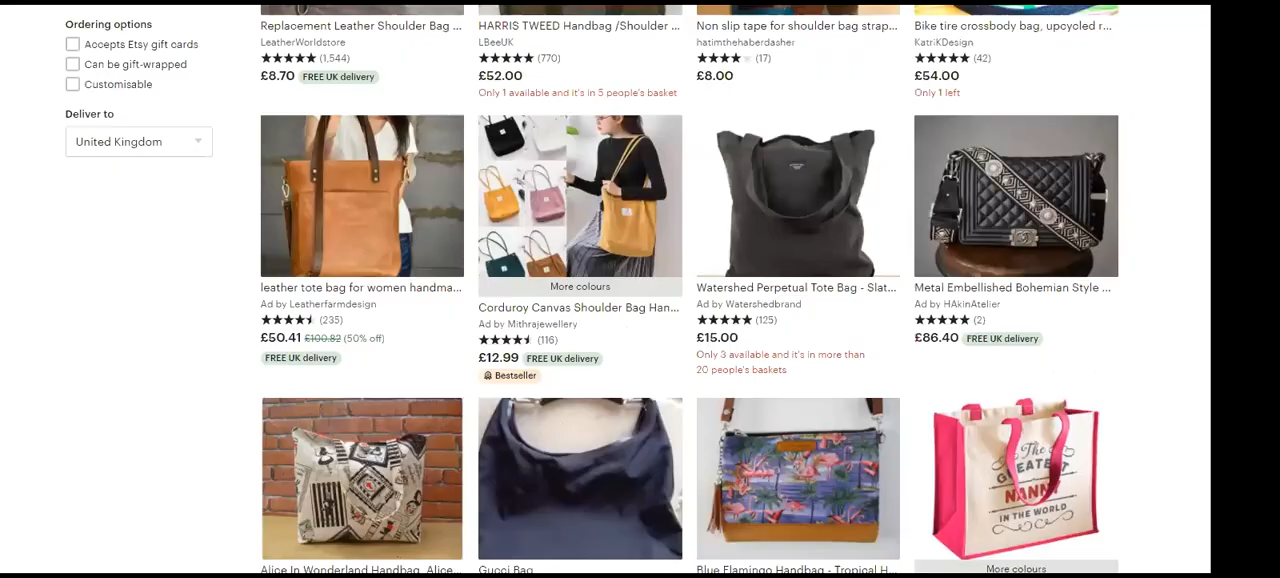 Ordering options
Accepts Etsy gift cards
Can be gift-wrapped
Customisable
Deliver to
United Kingdom
Replacement Leather Shoulder Bag ...
LeatherWorldstore
(1,544)
£8.70 FREE UK delivery
HARRIS TWEED Handbag /Shoulder ...
LBeeUK
(770)
£52.00
Only 1 available and it's in 5 people's basket
Non slip tape for shoulder bag strap...
hatimthehaberdasher
(17)
£8.00
Bike tire crossbody bag, upcycled r...
KatriKDesign
(42)
£54.00
Only 1 left
leather tote bag for women handma...
Ad by Leatherfarmdesign
(235)
£50.41 £100.82 (50% off)
FREE UK delivery
More colours
Corduroy Canvas Shoulder Bag Han...
Ad by Mithrajewellery
(116)
£12.99 FREE UK delivery
Bestseller
Watershed Perpetual Tote Bag - Slat...
Ad by Watershedbrand
(125)
£15.00
Only 3 available and it's in more than
20 people's baskets
Metal Embellished Bohemian Style ...
Ad by HAkinAtelier
(2)
£86.40 FREE UK delivery
Alice In Wonderland Handbag, Alice...
Gucci Bag
Blue Flamingo Handbag - Tropical H...
The
GREATEST
NANNY
IN THE WORLD
More colours